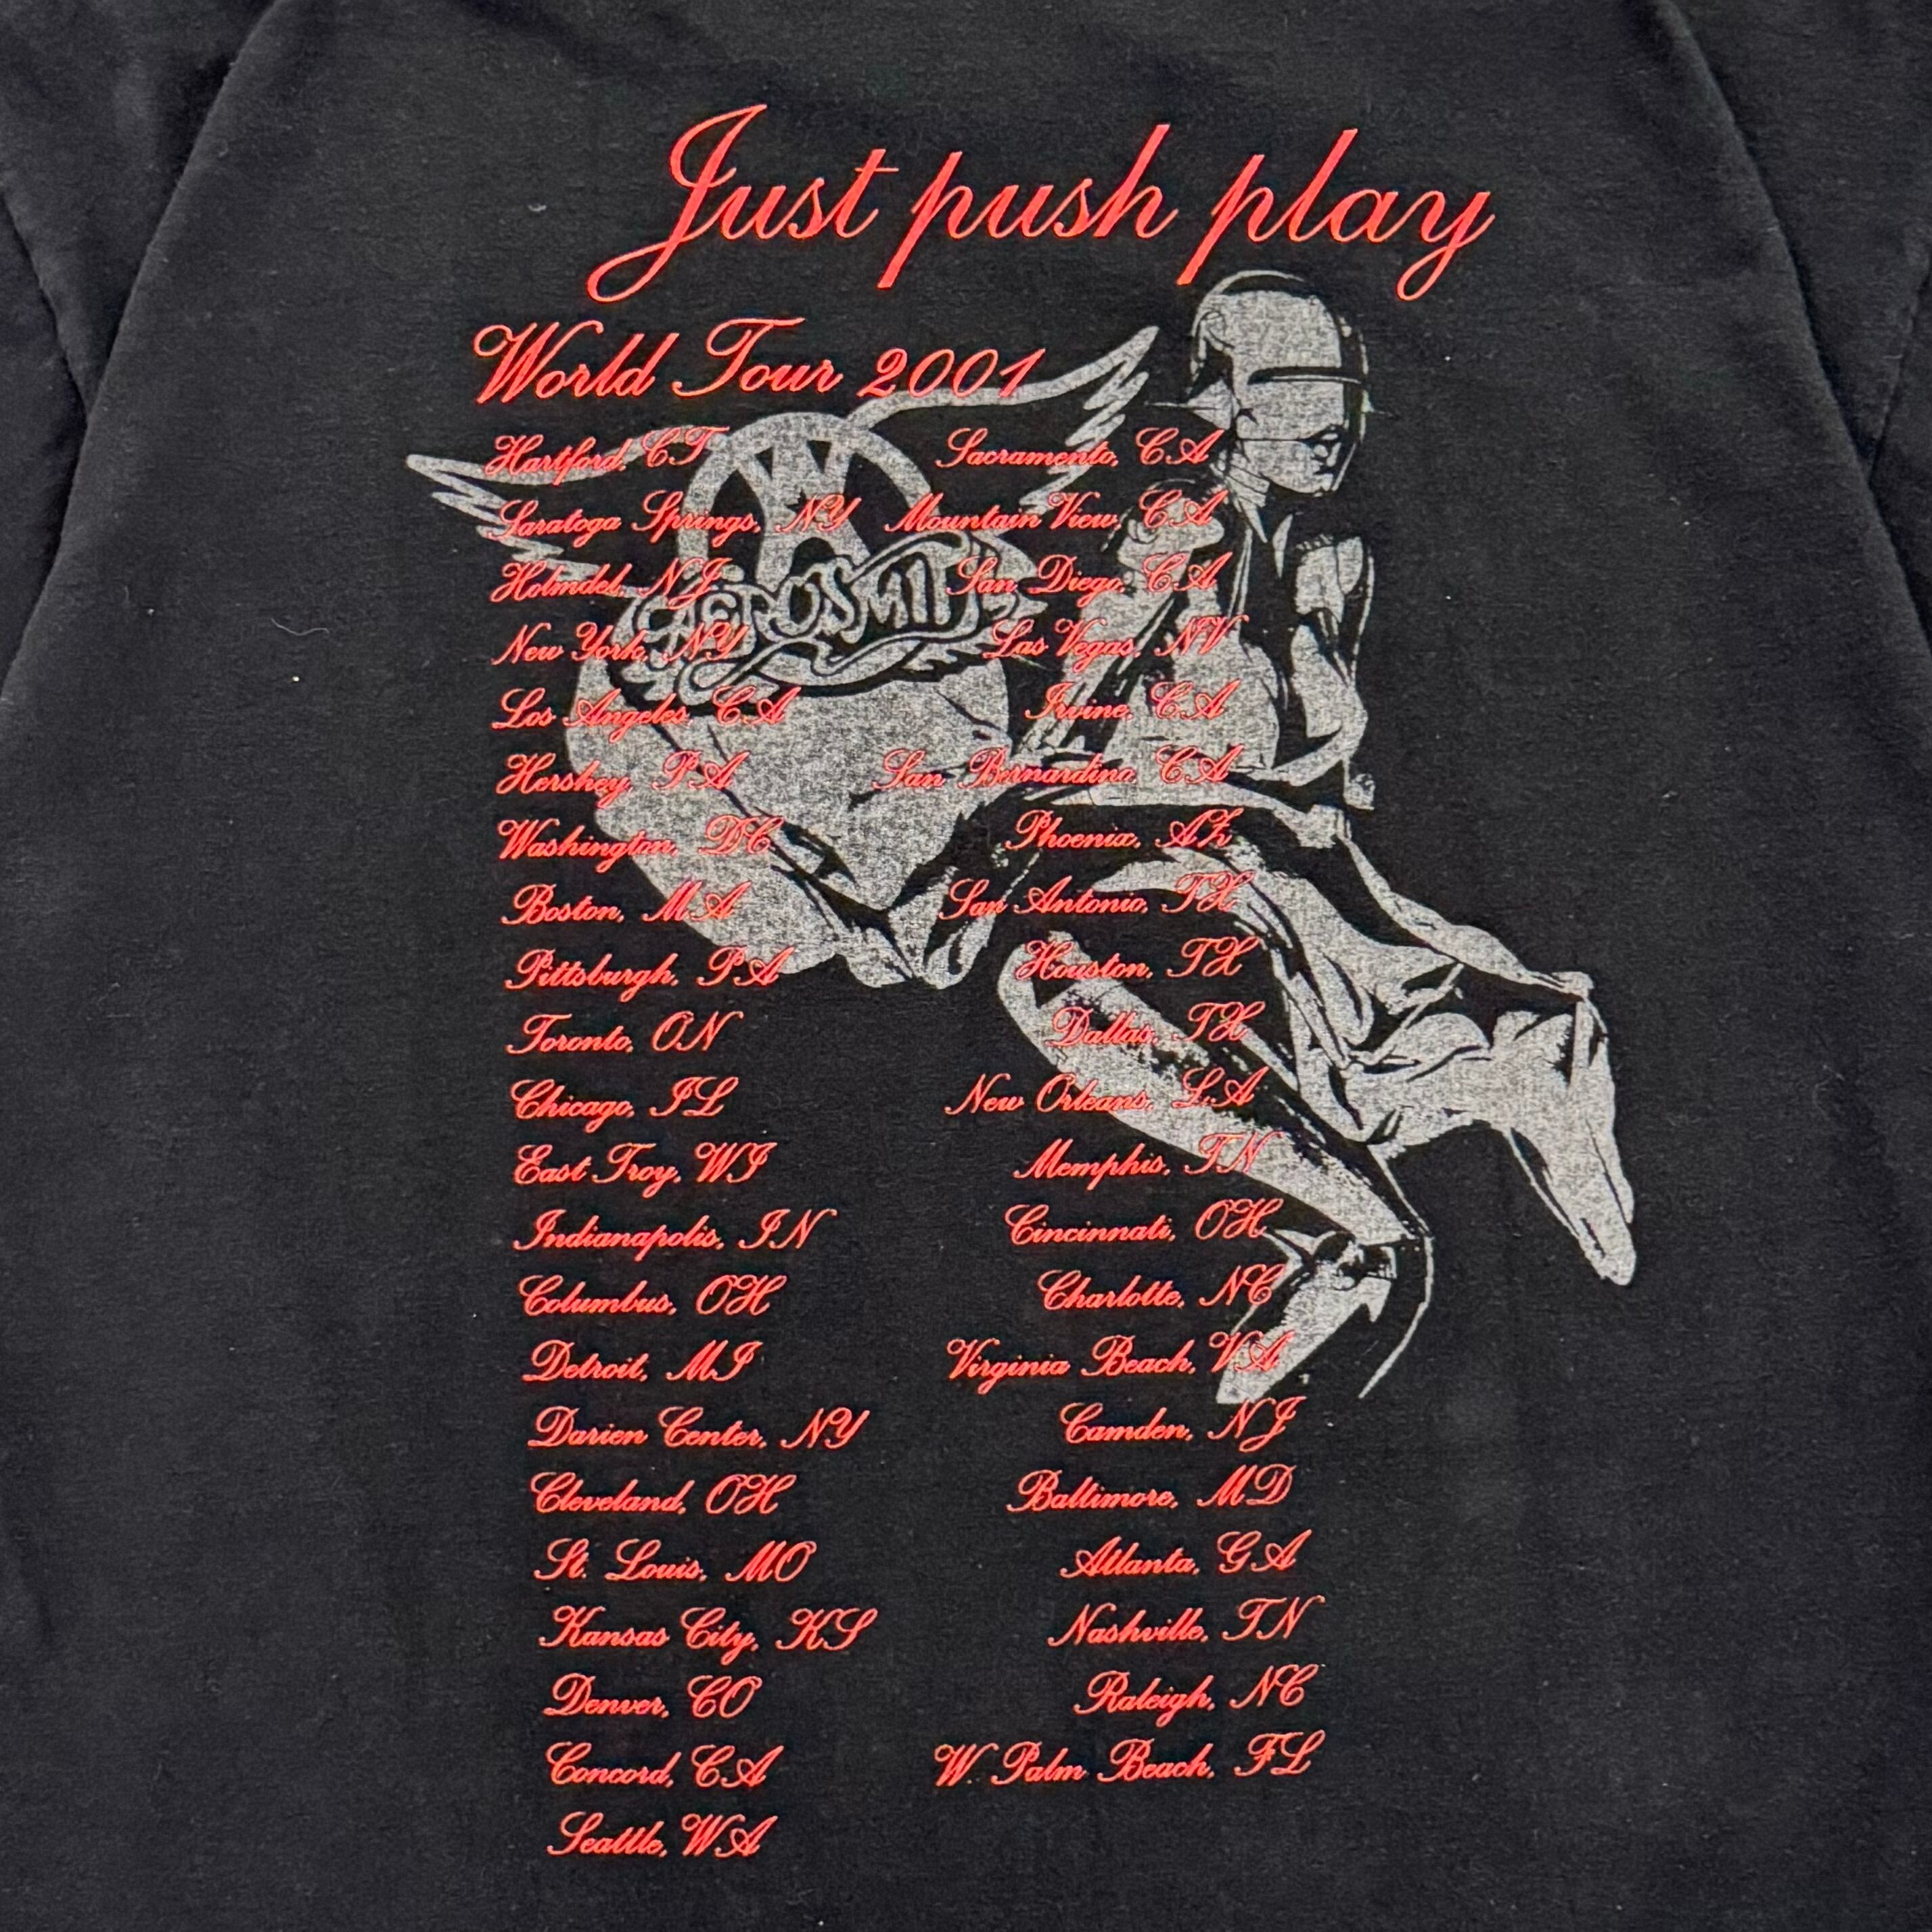 Just push play
World Tour 2001
Hartford, CT
Saratoga Springs, NY
Holmdel, NJ
New York, NY
Los Angeles, CA
Hershey, PA
Washington, DC
Boston, MA
Pittsburgh, PA
Toronto, ON
Chicago, IL
East Troy, WI
Indianapolis, IN
Columbus, OH
Detroit, MI
Darien Center, NY
Cleveland, OH
St. Louis, MO
Kansas City, KS
Denver, CO
Concord, CA
Seattle, WA
Sacramento, CA
Mountain View, CA
San Diego, CA
Las Vegas, NV
Irvine, CA
San Bernardino, CA
Phoenix, AZ
San Antonio, TX
Houston, TX
Dallas, TX
New Orleans, LA
Memphis, TN
Cincinnati, OH
Charlotte, NC
Virginia Beach, VA
Camden, NJ
Baltimore, MD
Atlanta, GA
Nashville, TN
Raleigh, NC
W. Palm Beach, FL
A
AEROSMITH